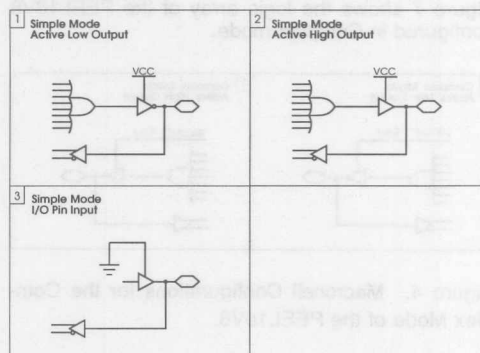 1 Simple Mode
Active Low Output
VCC
2 Simple Mode
Active High Output
VCC
3 Simple Mode
I/O Pin Input